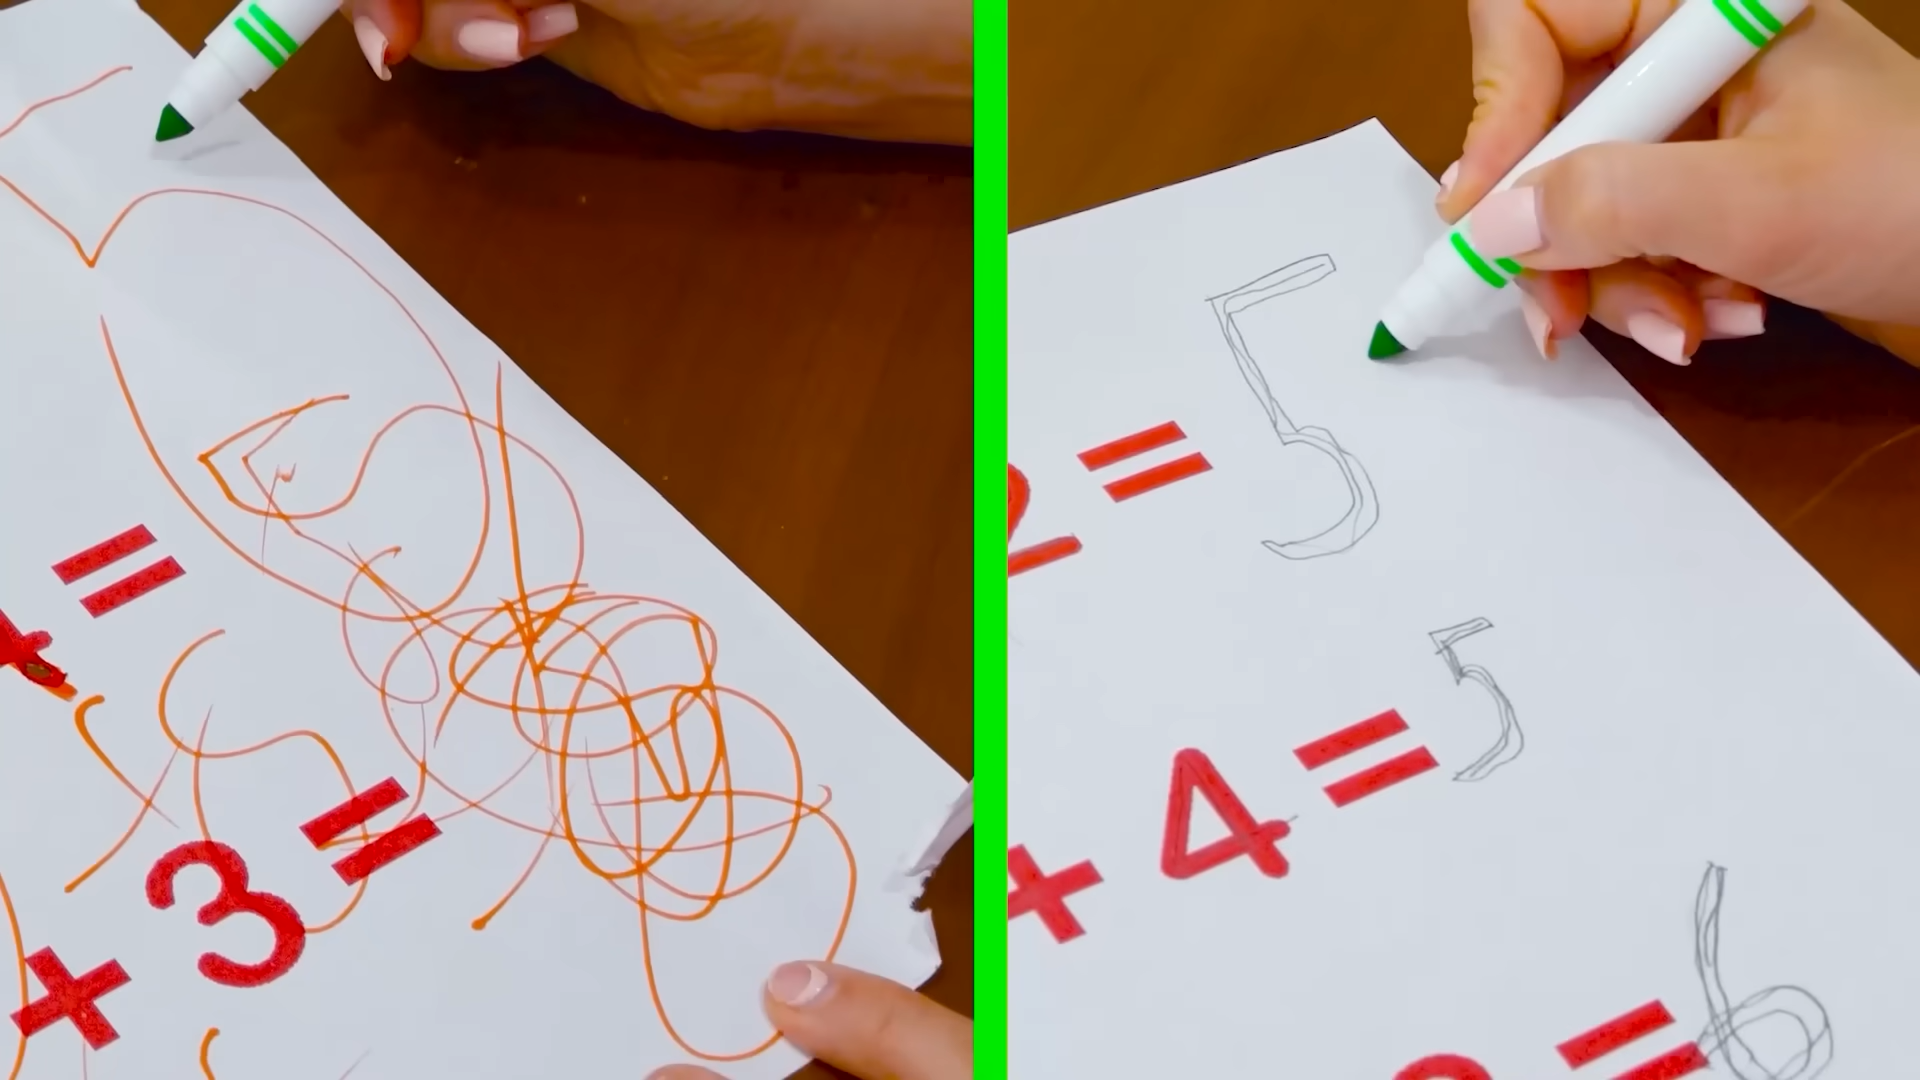 4 =
+ 3 =
2 = 5
+ 4 = 5
= 6